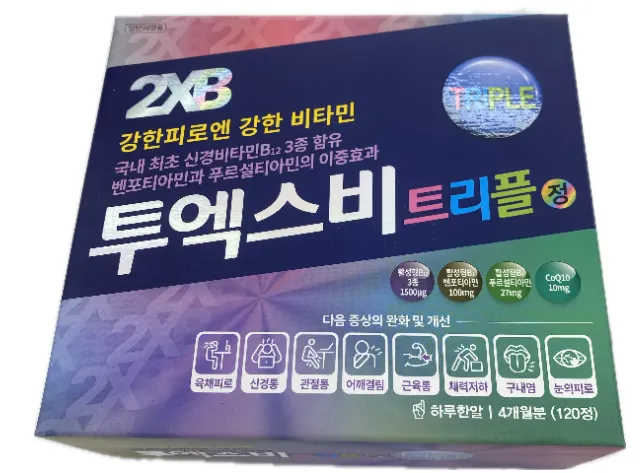 일반의약품
2XB
TRIPLE
강한피로엔 강한 비타민
국내 최초 신경비타민B12 3종 함유
벤포티아민과 푸르설티아민의 이중효과
투엑스비 트리플 정
활성형B12
3종
1500μg
활성형B1
벤포티아민
100mg
활성형B1
푸르설티아민
27mg
CoQ10
10mg
다음 증상의 완화 및 개선
육체피로
신경통
관절통
어깨결림
근육통
체력저하
구내염
눈의피로
하루한알 | 4개월분 (120정)
투엑스비 트리플